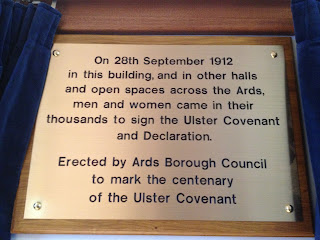 On 28th September 1912
in this building, and in other halls
and open spaces across the Ards,
men and women came in their
thousands to sign the Ulster Covenant
and Declaration.
Erected by Ards Borough Council
to mark the centenary
of the Ulster Covenant